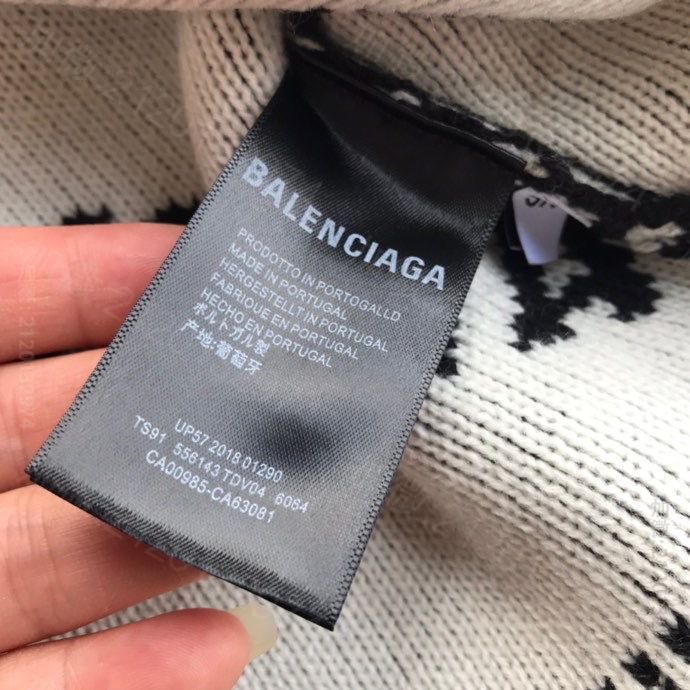 BALENCIAGA
PRODOTTO IN PORTOGALLD
MADE IN PORTUGAL
HERGESTELLT IN PORTUGAL
FABRIQUE EN PORTUGAL
HECHO EN PORTUGAL
ポルトガル製
产地:葡萄牙
UP57 2018 01290
TS91 556143 TDV04 6064
CA00985-CA63081